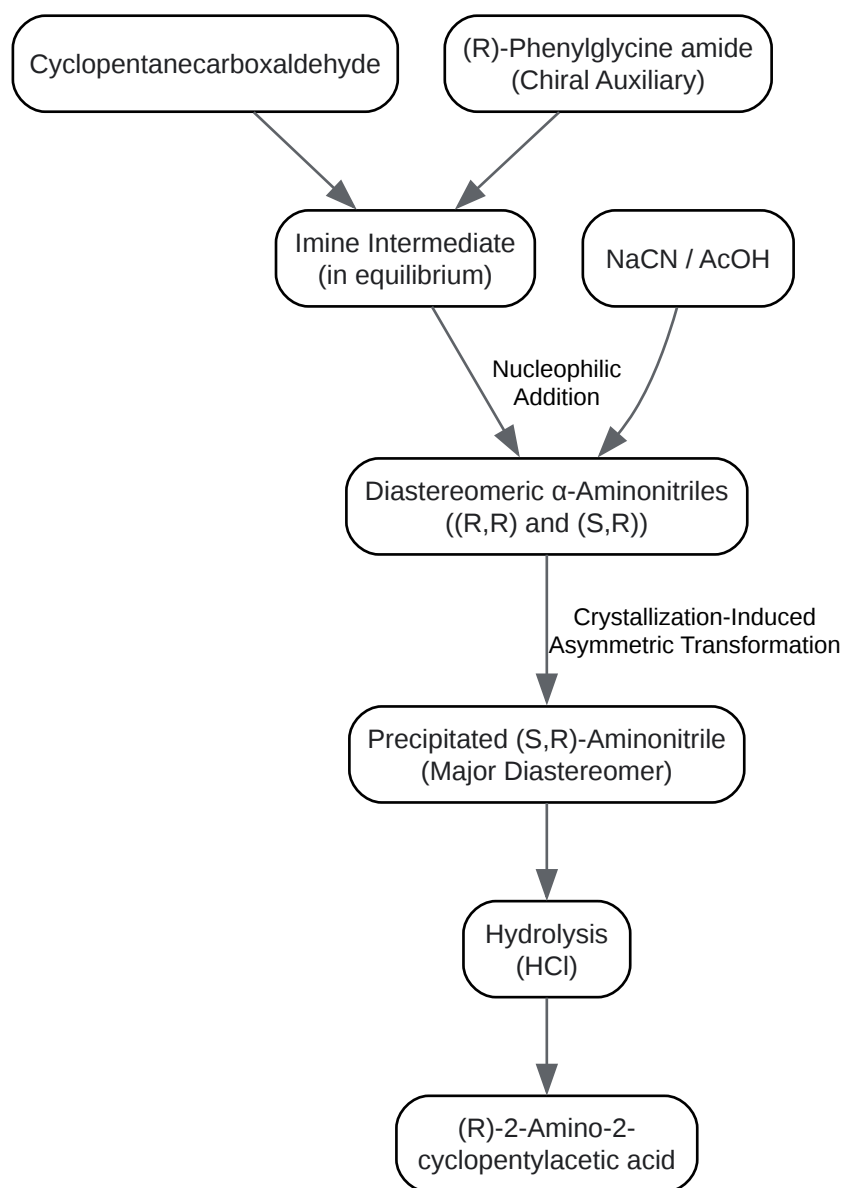 Cyclopentanecarboxaldehyde
(R)-Phenylglycine amide
(Chiral Auxiliary)
Imine Intermediate
(in equilibrium)
NaCN / AcOH
Nucleophilic
Addition
Diastereomeric α-Aminonitriles
((R,R) and (S,R))
Crystallization-Induced
Asymmetric Transformation
Precipitated (S,R)-Aminonitrile
(Major Diastereomer)
Hydrolysis
(HCl)
(R)-2-Amino-2-
cyclopentylacetic acid